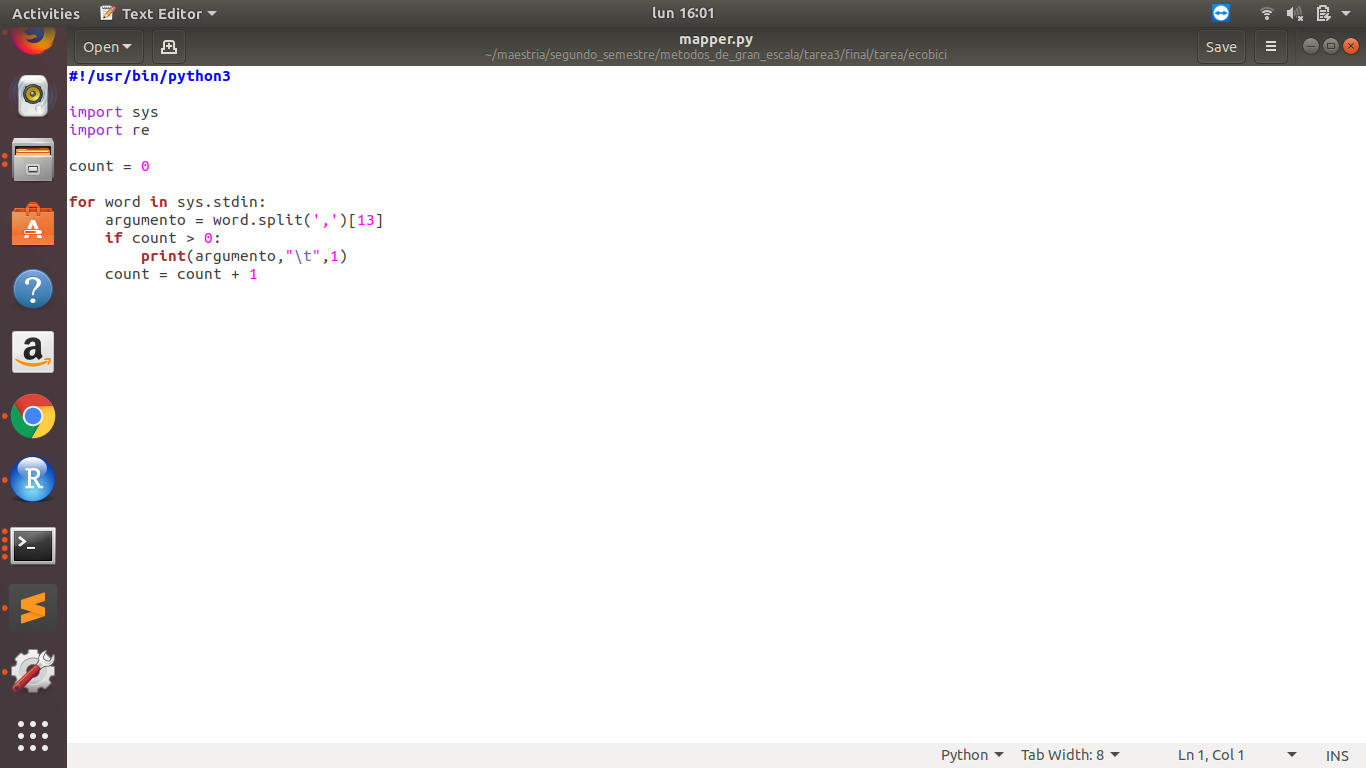 Activities Text Editor lun 16:01
Open mapper.py Save
~/maestria/segundo_semestre/metodos_de_gran_escala/tarea3/final/tarea/ecobici
#!/usr/bin/python3
import sys
import re
count = 0
for word in sys.stdin:
    argumento = word.split(',')[13]
    if count > 0:
        print(argumento,"\t",1)
    count = count + 1
Python Tab Width: 8 Ln 1, Col 1 INS